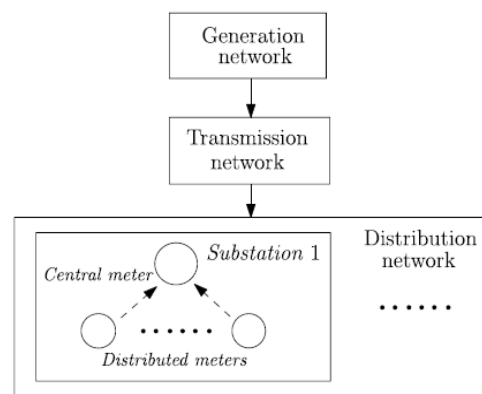 Generation
network
Transmission
network
Substation 1
Distribution
network
Central meter
Distributed meters